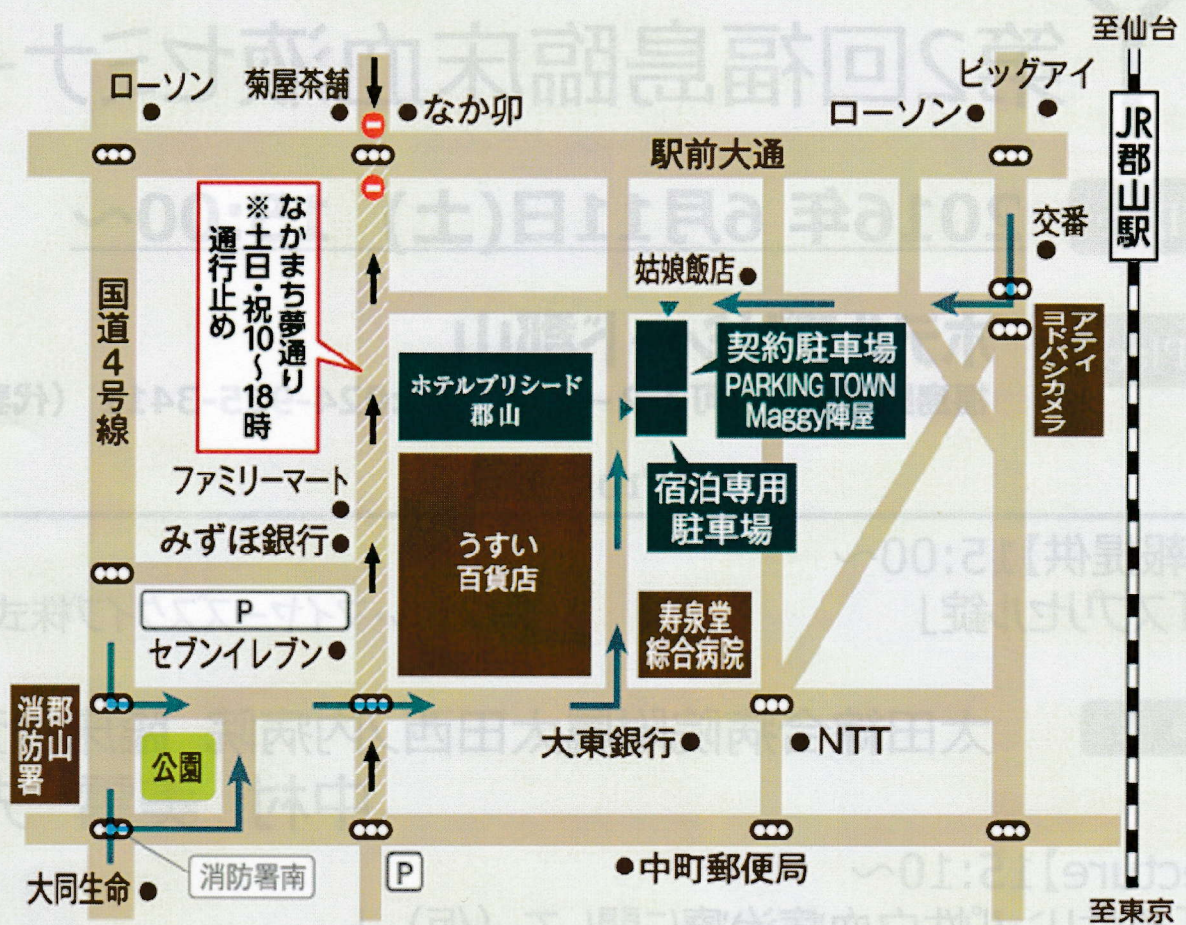 至仙台
ローソン
菊屋茶舗
なか卯
ローソン
ビッグアイ
JR郡山駅
駅前大通
なかまち夢通り
※土日・祝10〜18時
通行止め
交番
姑娘飯店
国道4号線
ホテルプリシード
郡山
契約駐車場
PARKING TOWN
Maggy陣屋
アティ
ヨドバシカメラ
宿泊専用
駐車場
ファミリーマート
みずほ銀行
うすい
百貨店
P
セブンイレブン
寿泉堂
綜合病院
郡山
消防署
公園
大東銀行
NTT
消防署南
P
中町郵便局
大同生命
至東京